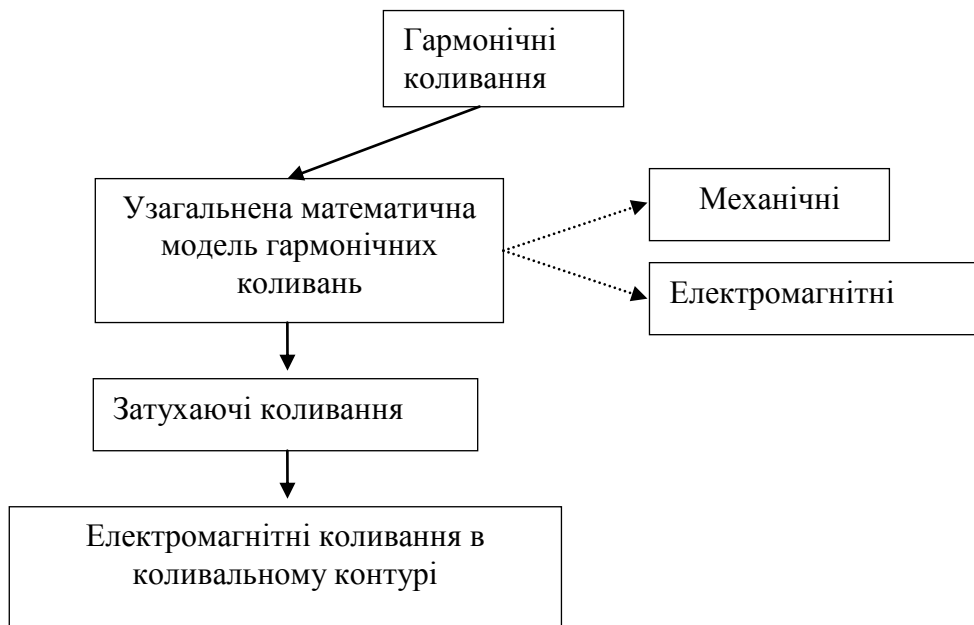 Гармонічні
коливання
Узагальнена математична
модель гармонічних
коливань
Механічні
Електромагнітні
Затухаючі коливання
Електромагнітні коливання в
коливальному контурі